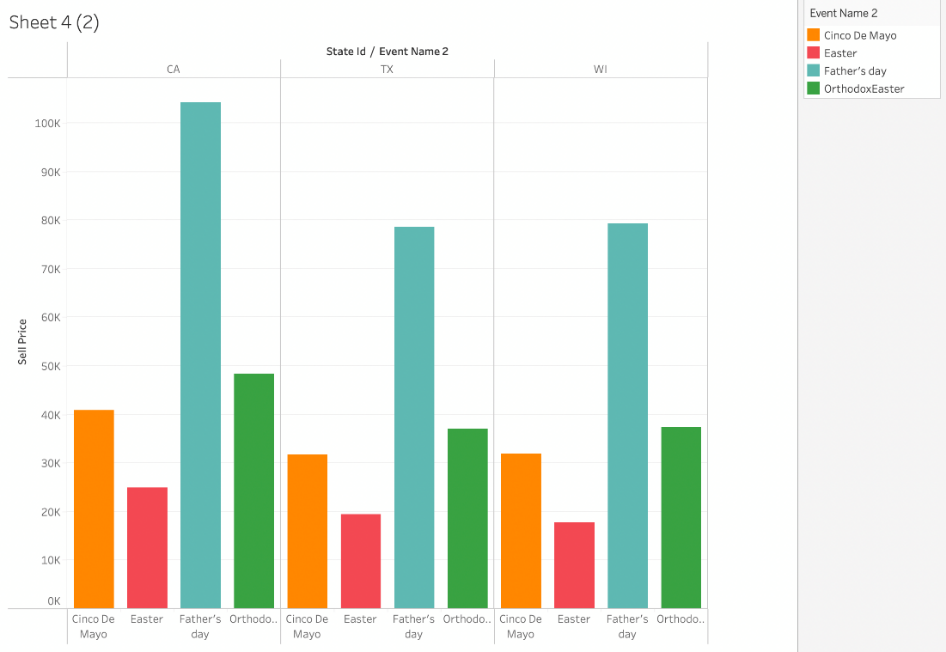 Sheet 4 (2)
State Id / Event Name 2
CA TX WI
100K
90K
80K
70K
60K
50K
40K
30K
20K
10K
0K
Sell Price
Cinco De Mayo
Easter
Father's day
Orthodo..
Cinco De Mayo
Easter
Father's day
Orthodo..
Cinco De Mayo
Easter
Father's day
Orthodo..
Event Name 2
Cinco De Mayo
Easter
Father's day
OrthodoxEaster